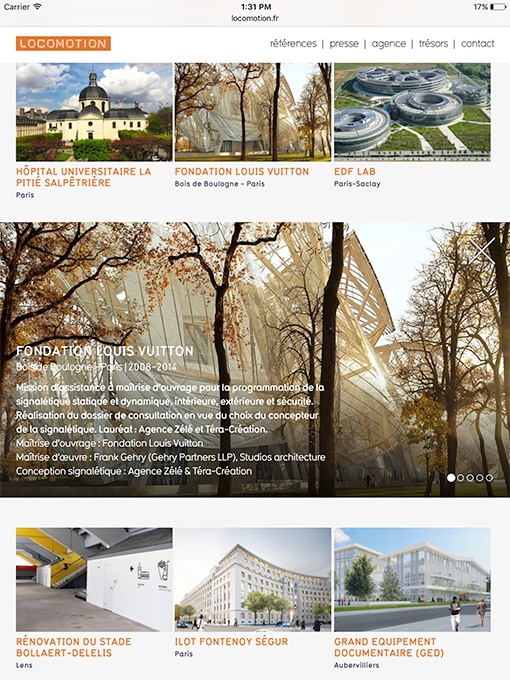 Carrier 1:31 PM 17%
locomotion.fr
LOCOMOTION références | presse | agence | trésors | contact
HÔPITAL UNIVERSITAIRE LA
PITIÉ SALPÊTRIÈRE
Paris
FONDATION LOUIS VUITTON
Bois de Boulogne - Paris
EDF LAB
Paris-Saclay
FONDATION LOUIS VUITTON
Bois de Boulogne - Paris | 2008-2014
Mission d'assistance à maîtrise d'ouvrage pour la programmation de la
signalétique statique et dynamique, intérieure, extérieure et sécurité.
Réalisation du dossier de consultation en vue du choix du concepteur
de la signalétique. Lauréat : Agence Zélé et Téra-Création.
Maîtrise d'ouvrage : Fondation Louis Vuitton
Maîtrise d'œuvre : Frank Gehry (Gehry Partners LLP), Studios architecture
Conception signalétique : Agence Zélé & Téra-Création
RÉNOVATION DU STADE
BOLLAERT-DELELIS
Lens
ILOT FONTENOY SÉGUR
Paris
GRAND EQUIPEMENT
DOCUMENTAIRE (GED)
Aubervilliers